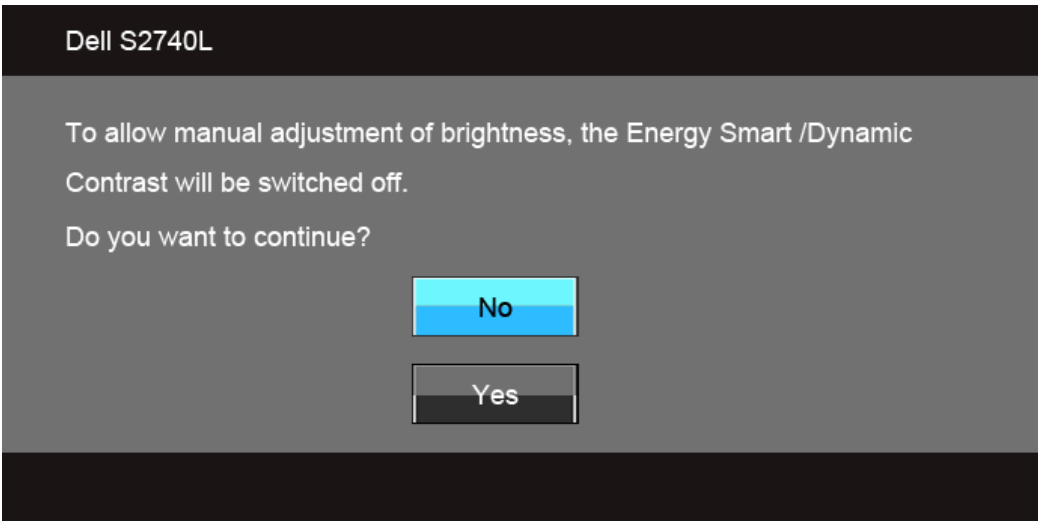 Dell S2740L
To allow manual adjustment of brightness, the Energy Smart /Dynamic
Contrast will be switched off.
Do you want to continue?
No
Yes